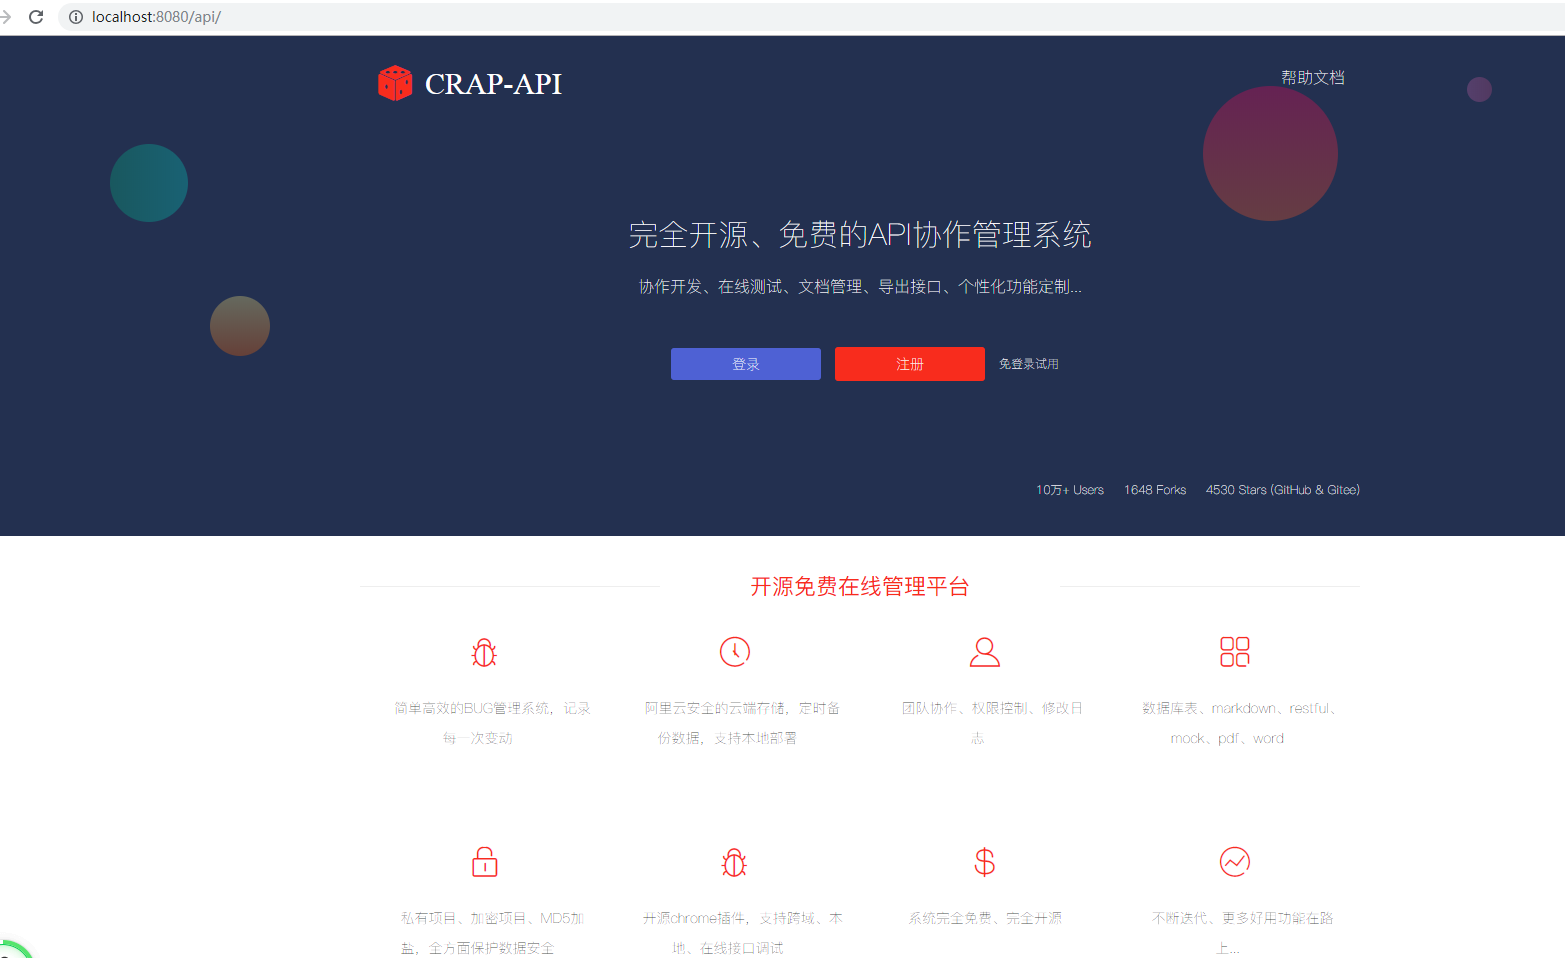 localhost:8080/api/
CRAP-API
帮助文档
完全开源、免费的API协作管理系统
协作开发、在线测试、文档管理、导出接口、个性化功能定制...
登录
注册
免登录试用
10万+ Users 1648 Forks 4530 Stars (GitHub & Gitee)
开源免费在线管理平台
简单高效的BUG管理系统，记录
每一次变动
阿里云安全的云端存储，定时备
份数据，支持本地部署
团队协作、权限控制、修改日
志
数据库表、markdown、restful、
mock、pdf、word
私有项目、加密项目、MD5加
盐，全方面保护数据安全
开源chrome插件，支持跨域、本
地、在线接口调试
系统完全免费、完全开源
不断迭代、更多好用功能在路
上...